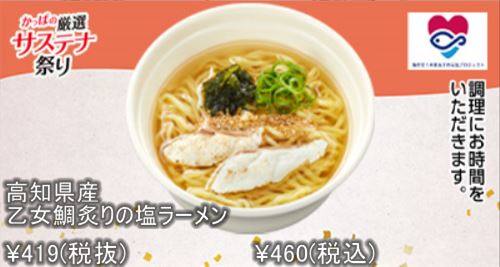 かっぱの厳選
サステナ
祭り
調理にお時間を
いただきます。
高知県産
乙女鯛炙りの塩ラーメン
¥419(税抜)
¥460(税込)